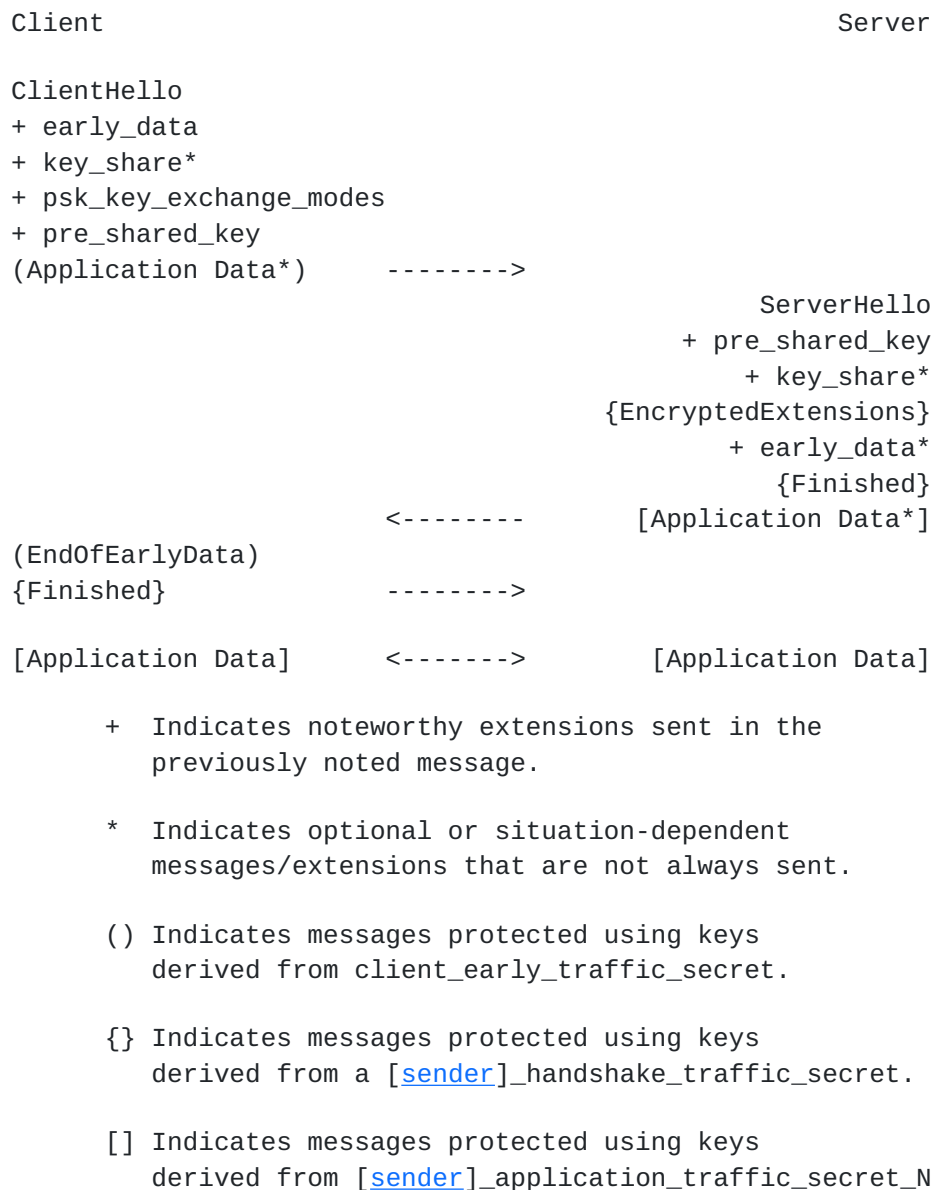 Client                                               Server

ClientHello
+ early_data
+ key_share*
+ psk_key_exchange_modes
+ pre_shared_key
(Application Data*)     -------->
                                                ServerHello
                                           + pre_shared_key
                                               + key_share*
                                      {EncryptedExtensions}
                                              + early_data*
                                                 {Finished}
                        <--------       [Application Data*]
(EndOfEarlyData)
{Finished}              -------->

[Application Data]      <------->        [Application Data]

      +  Indicates noteworthy extensions sent in the
         previously noted message.

      *  Indicates optional or situation-dependent
         messages/extensions that are not always sent.

      () Indicates messages protected using keys
         derived from client_early_traffic_secret.

      {} Indicates messages protected using keys
         derived from a [sender]_handshake_traffic_secret.

      [] Indicates messages protected using keys
         derived from [sender]_application_traffic_secret_N